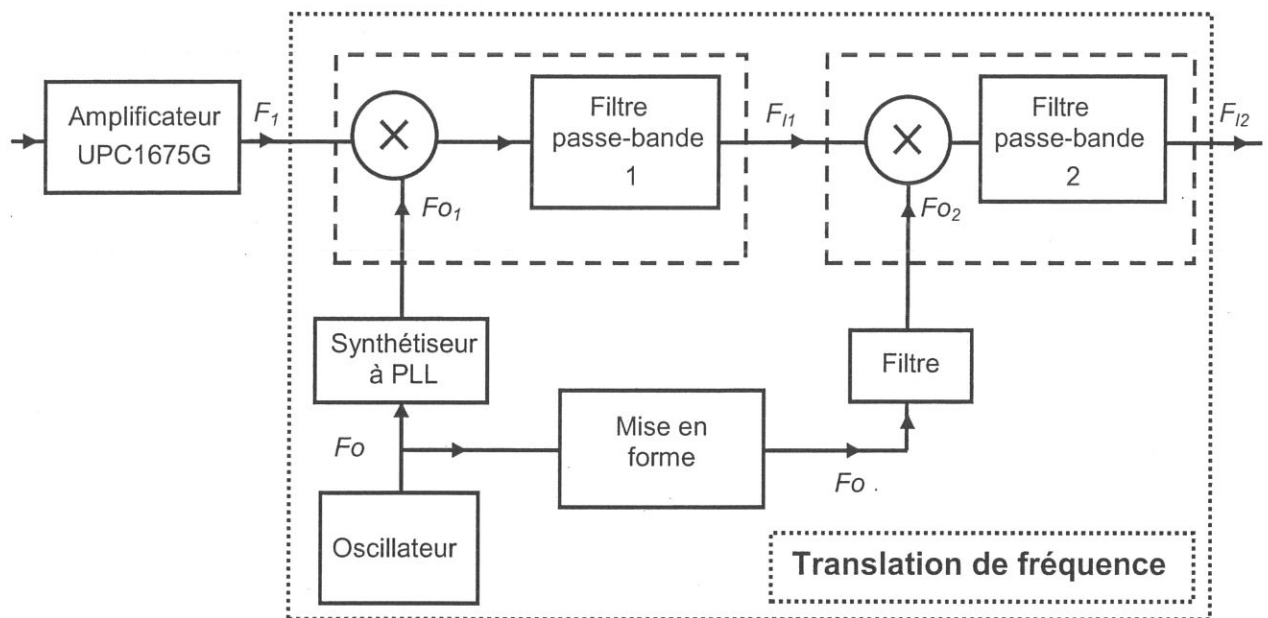 Amplificateur
UPC1675G
F1
×
Filtre
passe-bande
1
FI1
×
Filtre
passe-bande
2
FI2
Fo1
Fo2
Synthétiseur
à PLL
Filtre
Fo
Mise en
forme
Fo .
Oscillateur
Translation de fréquence